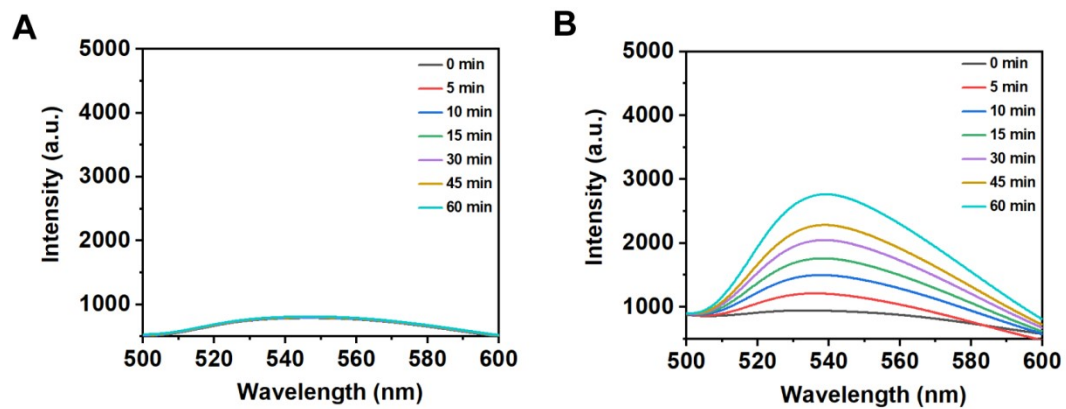 A
5000
4000
3000
2000
1000
Intensity (a.u.)
0 min
5 min
10 min
15 min
30 min
45 min
60 min
500 520 540 560 580 600
Wavelength (nm)
B
5000
4000
3000
2000
1000
Intensity (a.u.)
0 min
5 min
10 min
15 min
30 min
45 min
60 min
500 520 540 560 580 600
Wavelength (nm)